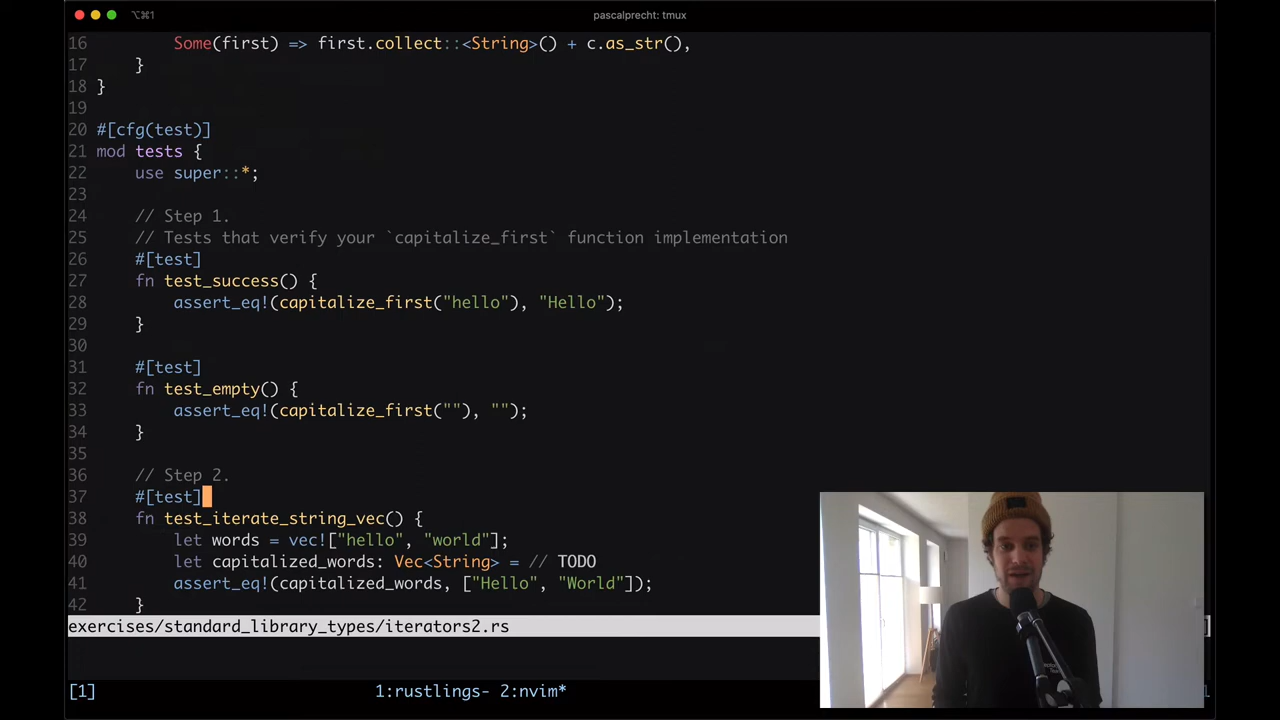 ⌥⌘1
pascalprecht: tmux
16 Some(first) => first.collect::<String>() + c.as_str(),
17 }
18 }
19
20 #[cfg(test)]
21 mod tests {
22 use super::*;
23
24 // Step 1.
25 // Tests that verify your `capitalize_first` function implementation
26 #[test]
27 fn test_success() {
28 assert_eq!(capitalize_first("hello"), "Hello");
29 }
30
31 #[test]
32 fn test_empty() {
33 assert_eq!(capitalize_first(""), "");
34 }
35
36 // Step 2.
37 #[test]
38 fn test_iterate_string_vec() {
39 let words = vec!["hello", "world"];
40 let capitalized_words: Vec<String> = // TODO
41 assert_eq!(capitalized_words, ["Hello", "World"]);
42 }
exercises/standard_library_types/iterators2.rs
[1] 1:rustlings- 2:nvim*